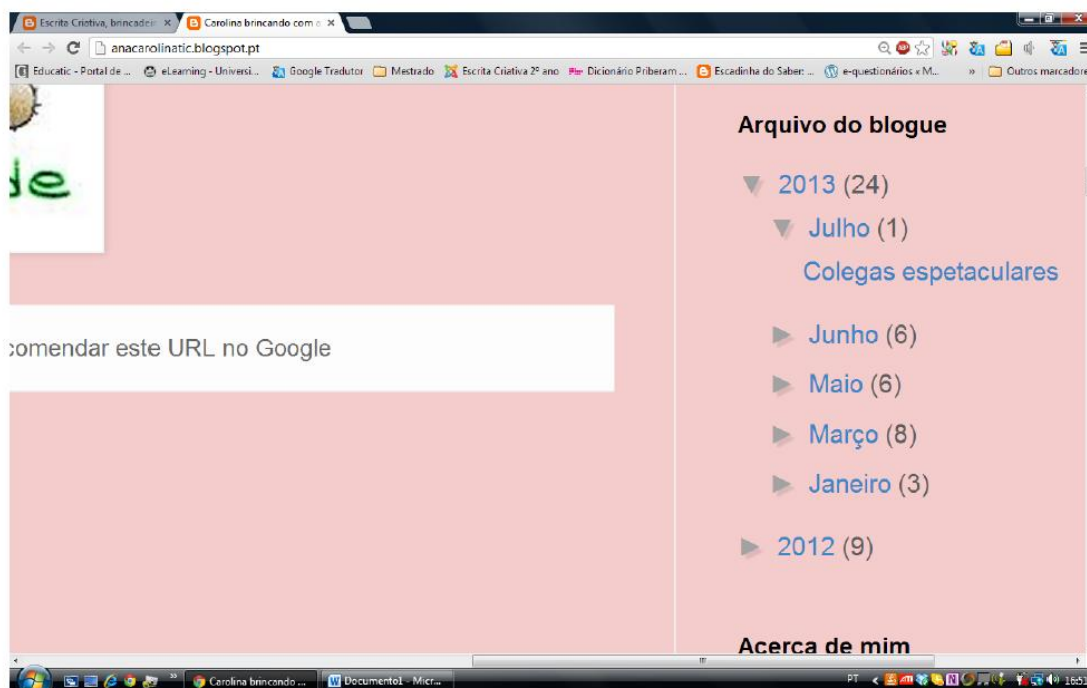 Escrita Criativa, brincadeir
Carolina brincando com a
anacarolinatic.blogspot.pt
Educatic - Portal de ...
eLearning - Universi...
Google Tradutor
Mestrado
Escrita Criativa 2º ano
Dicionário Priberam ...
Escadinha do Saber: ...
e-questionários « M...
»
Outros marcadore
de
comendar este URL no Google
Arquivo do blogue
▼ 2013 (24)
▼ Julho (1)
Colegas espetaculares
► Junho (6)
► Maio (6)
► Março (8)
► Janeiro (3)
► 2012 (9)
Acerca de mim
Carolina brincando ...
Documento1 - Micr...
PT
16:53